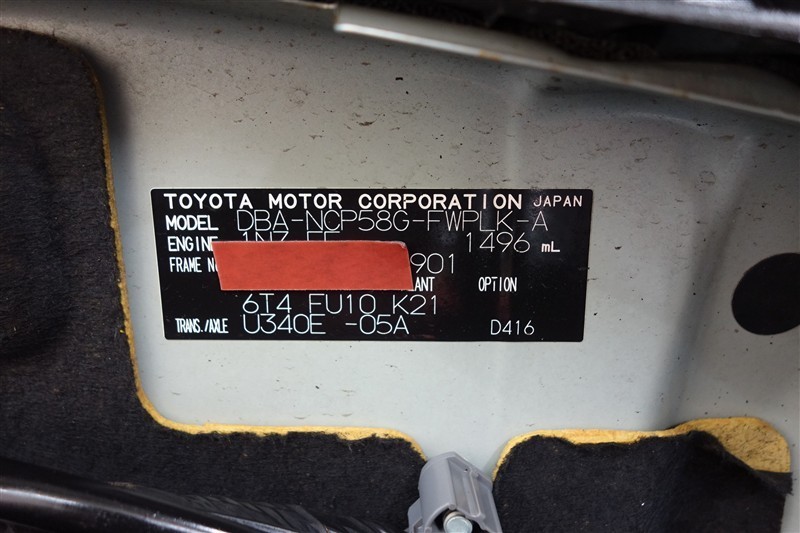 TOYOTA MOTOR CORPORATION JAPAN
MODEL DBA-NCP58G-FWPLK-A
ENGINE 1496 mL
FRAME 901
OPTION
6T4 FU10 K21
TRANS./AXLE U340E -05A D416